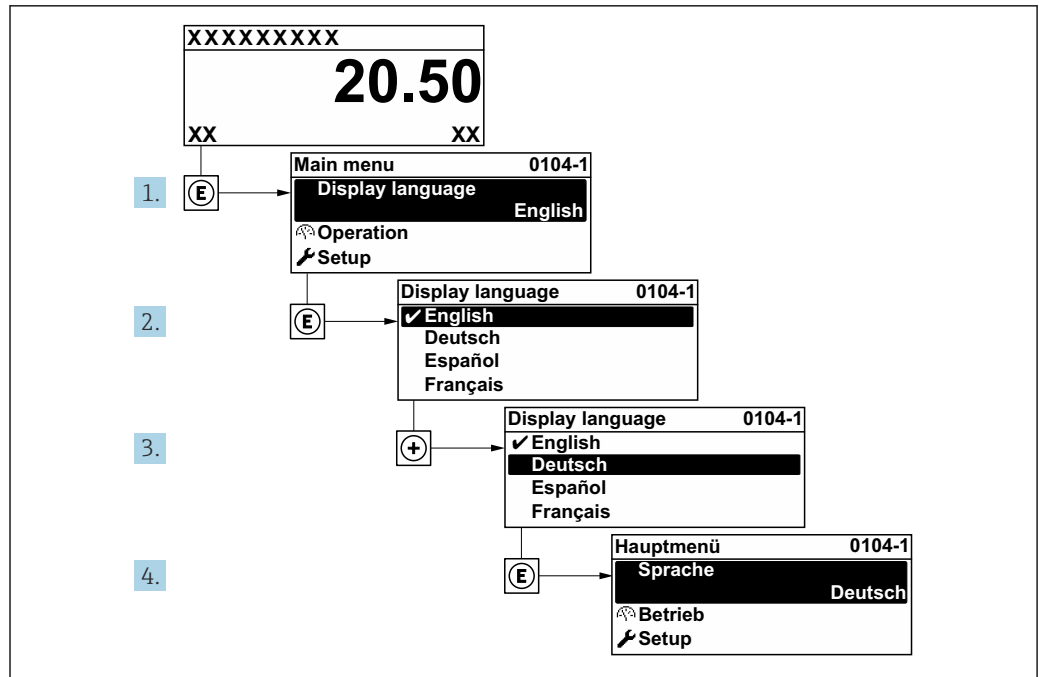 XXXXXXXXX
20.50
XX XX
Main menu 0104-1
1. E Display language
English
Operation
Setup
Display language 0104-1
2. E ✔English
Deutsch
Español
Français
Display language 0104-1
3. + ✔English
Deutsch
Español
Français
Hauptmenü 0104-1
4. E Sprache
Deutsch
Betrieb
Setup